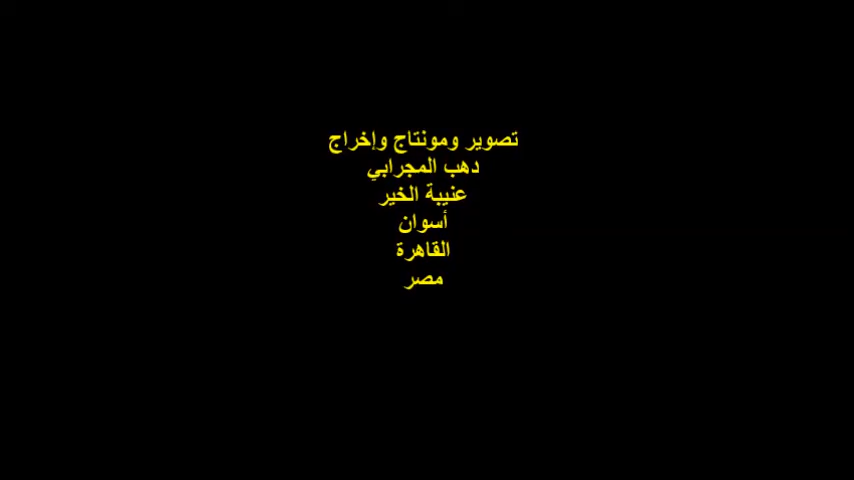 تصوير ومونتاج وإخراج
دهب المجرابي
عنيبة الخير
أسوان
القاهرة
مصر